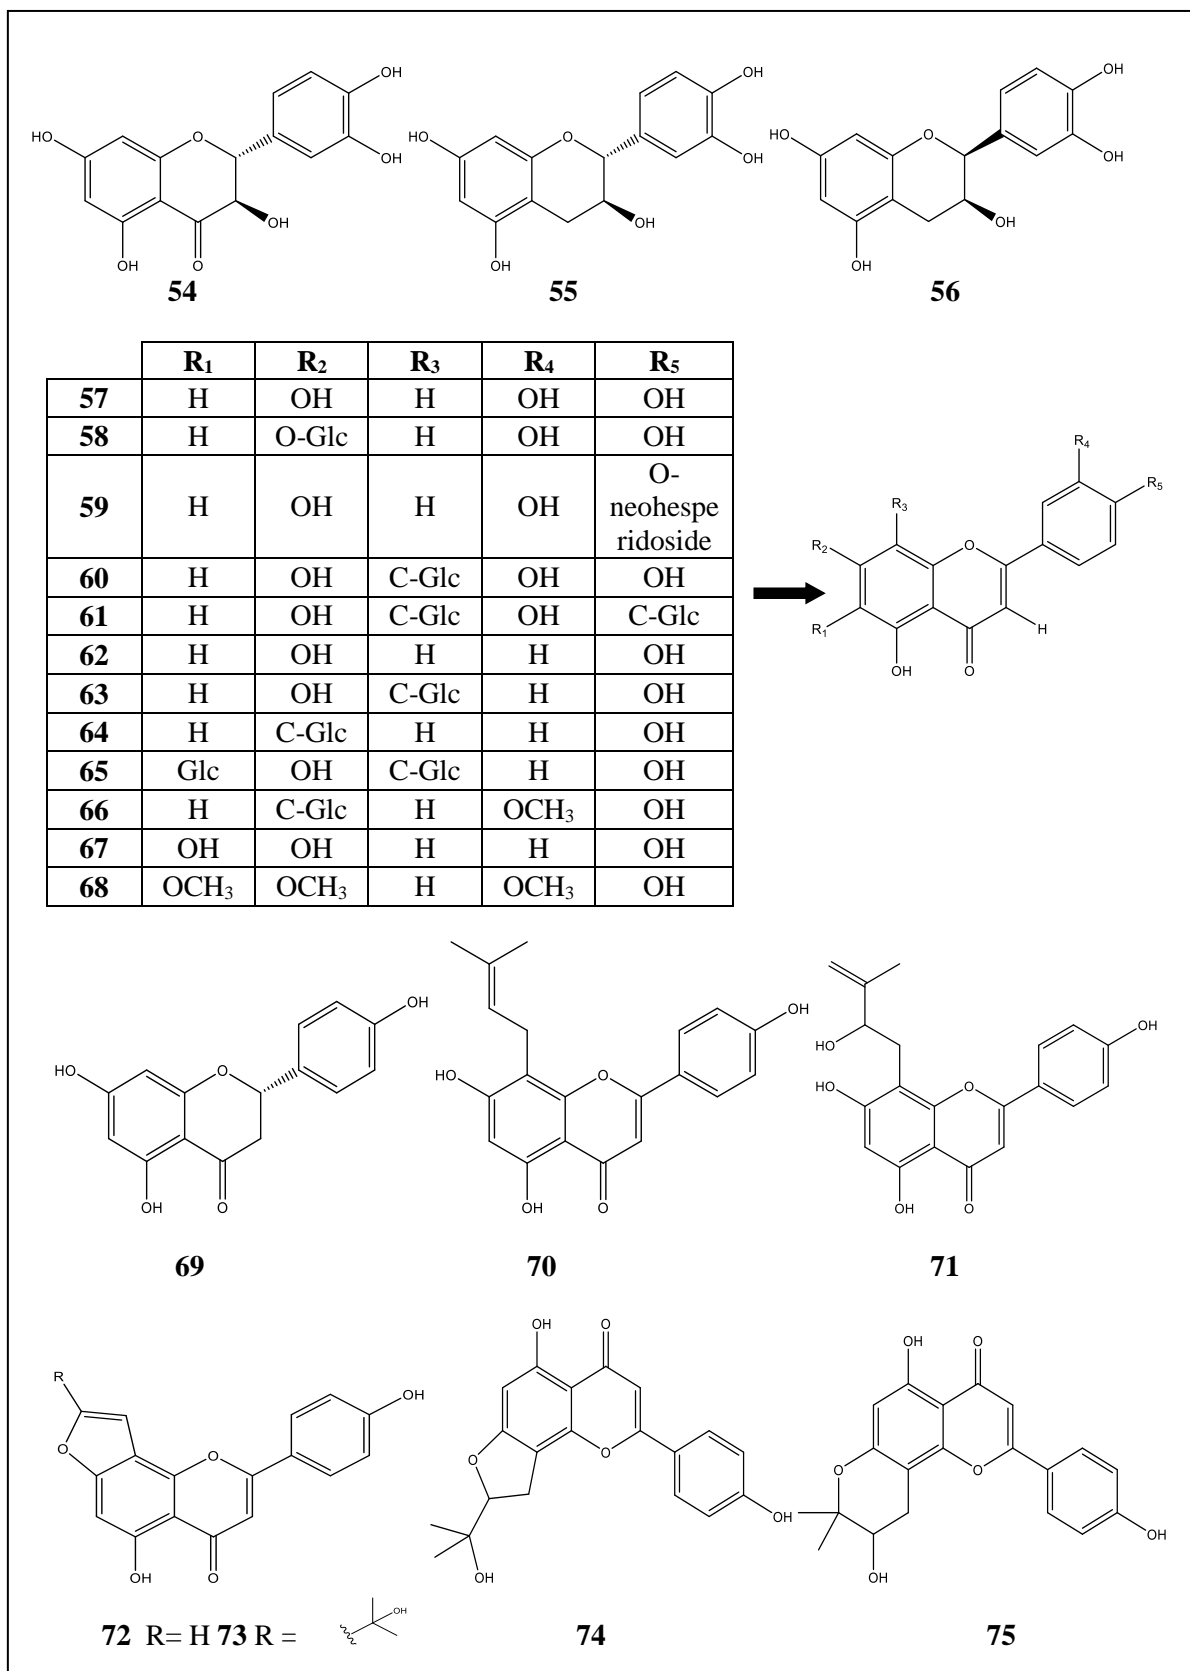 OH
HO O
OH
OH
OH O
54
OH
HO O
OH
OH
OH
55
OH
HO O
OH
OH
OH
56
R₁ R₂ R₃ R₄ R₅
57 H OH H OH OH
58 H O-Glc H OH OH
59 H OH H OH O-
neohespe
ridoside
60 H OH C-Glc OH OH
61 H OH C-Glc OH C-Glc
62 H OH H H OH
63 H OH C-Glc H OH
64 H C-Glc H H OH
65 Glc OH C-Glc H OH
66 H C-Glc H OCH₃ OH
67 OH OH H H OH
68 OCH₃ OCH₃ H OCH₃ OH
R₄
R₅
R₃
R₂ O
R₁ H
OH O
OH
HO O
OH O
69
OH
HO O
OH O
70
HO OH
HO O
OH O
71
R
OH
O O
OH O
72 R= H 73 R = OH
OH O
O O
OH
OH
74
OH O
O O
OH
OH
75